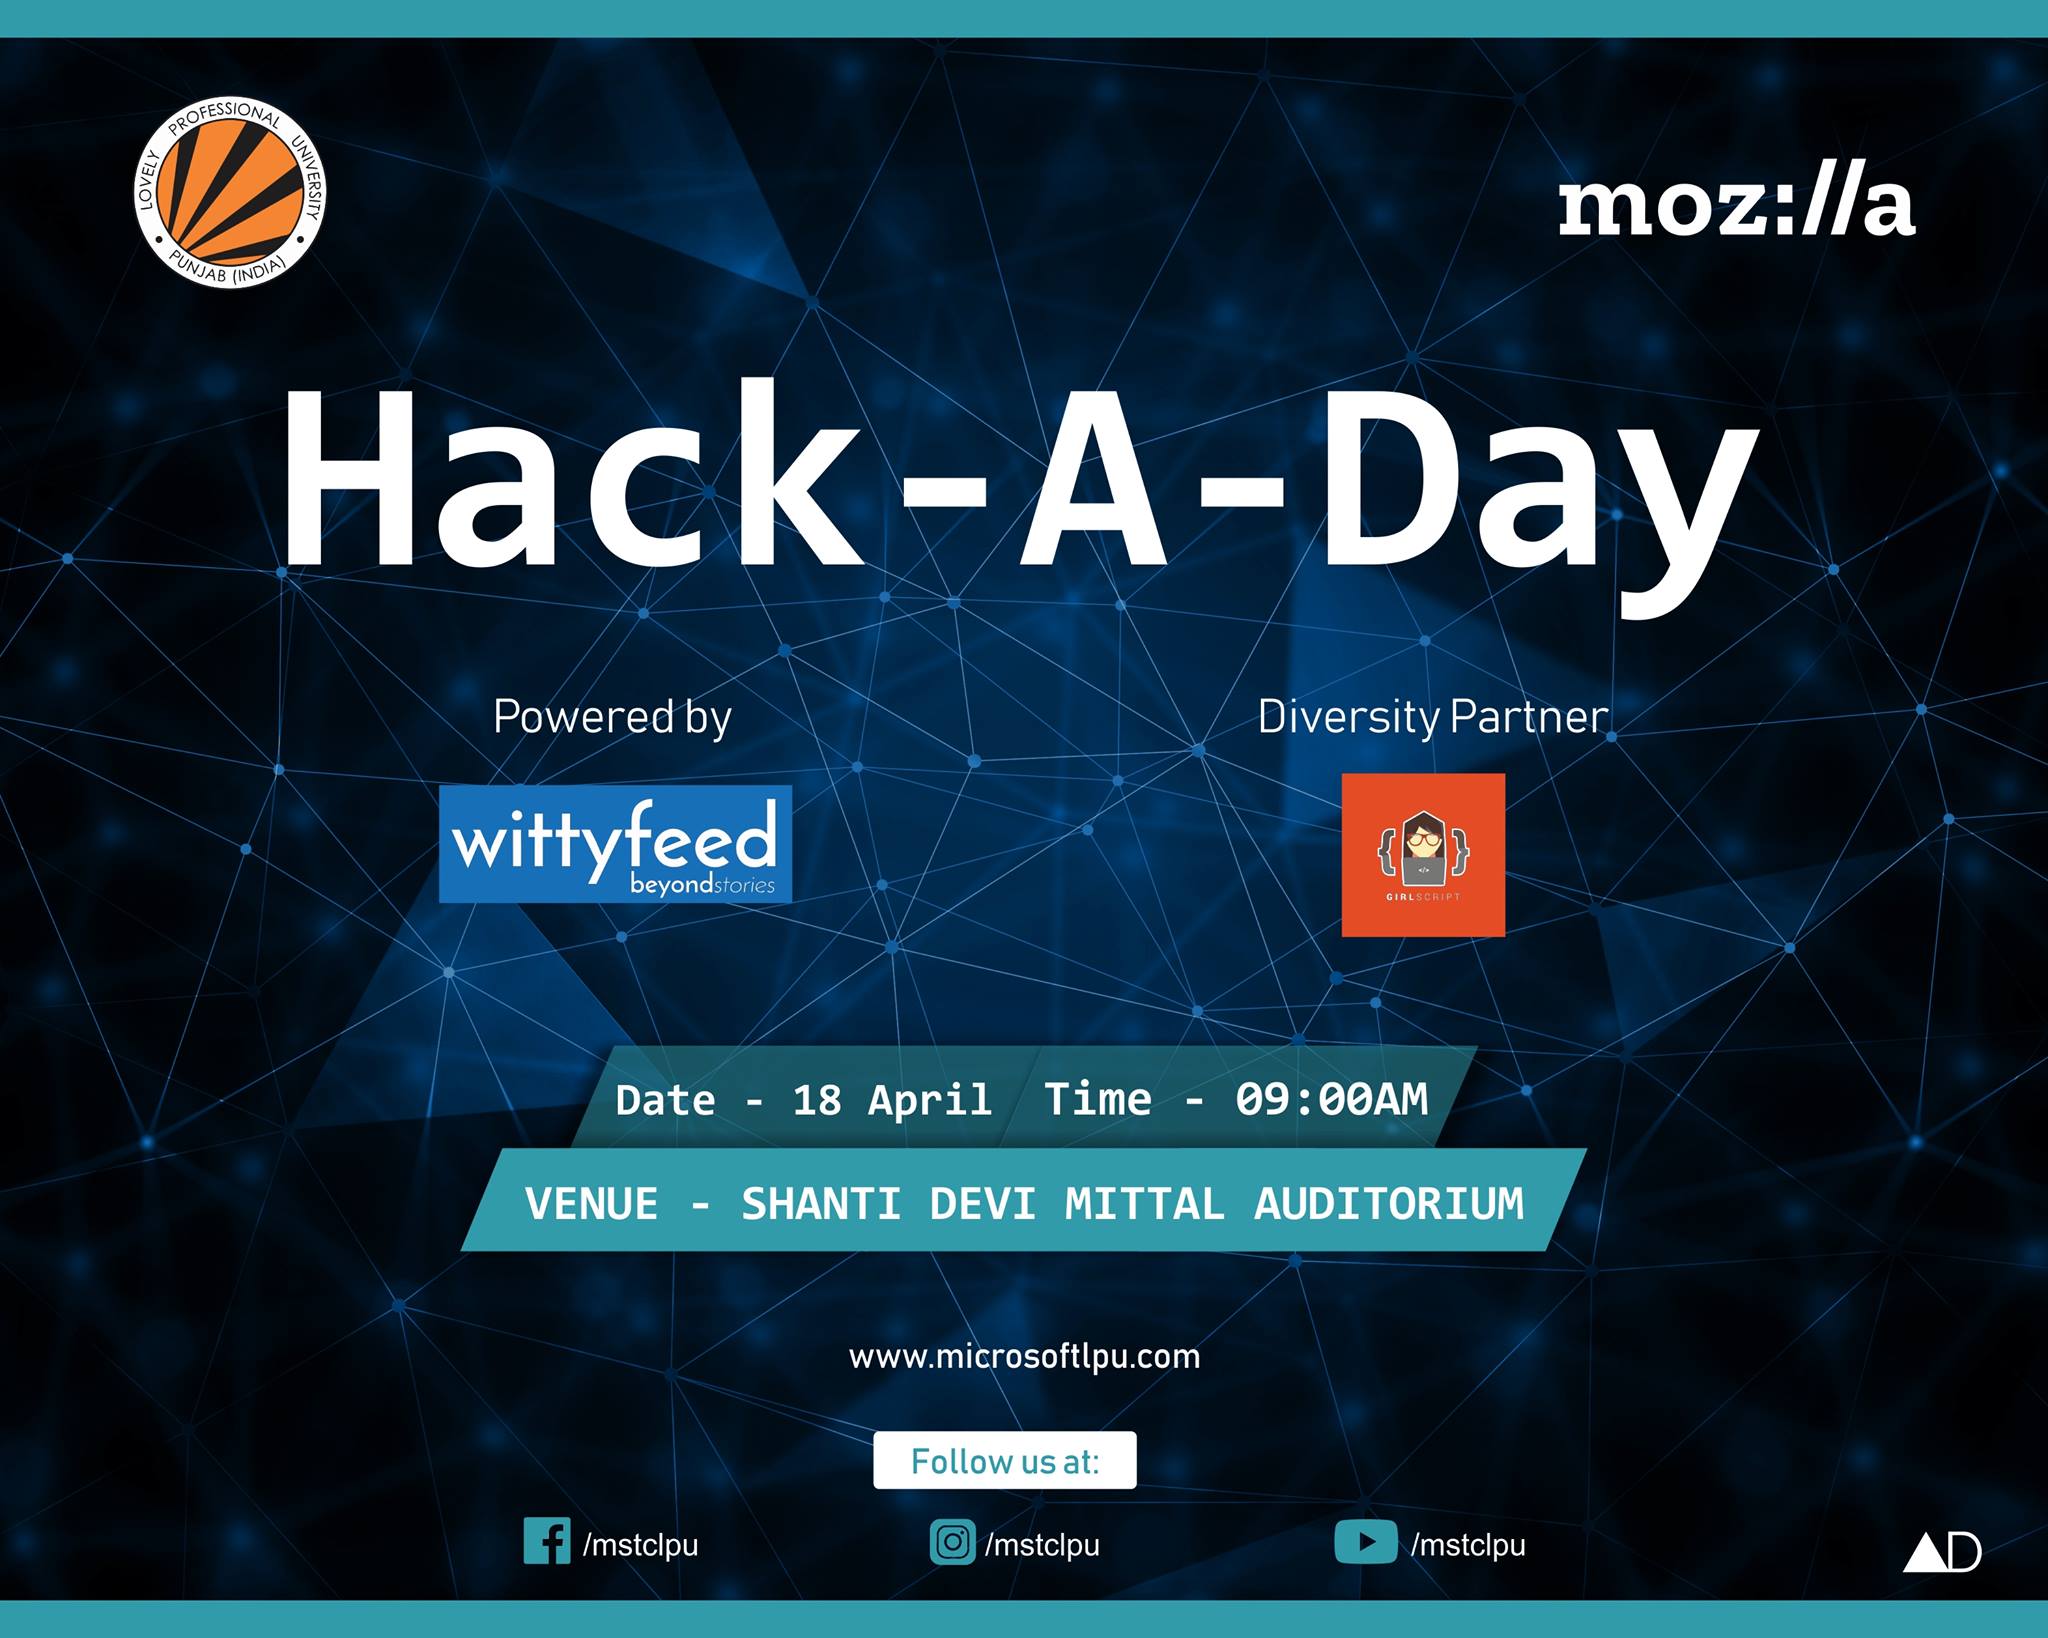 LOVELY PROFESSIONAL UNIVERSITY
PUNJAB (INDIA)
moz://a
Hack-A-Day
Powered by
Diversity Partner
wittyfeed
beyondstories
GIRLSCRIPT
Date - 18 April
Time - 09:00AM
VENUE - SHANTI DEVI MITTAL AUDITORIUM
www.microsoftlpu.com
Follow us at:
/mstclpu
/mstclpu
/mstclpu
AD